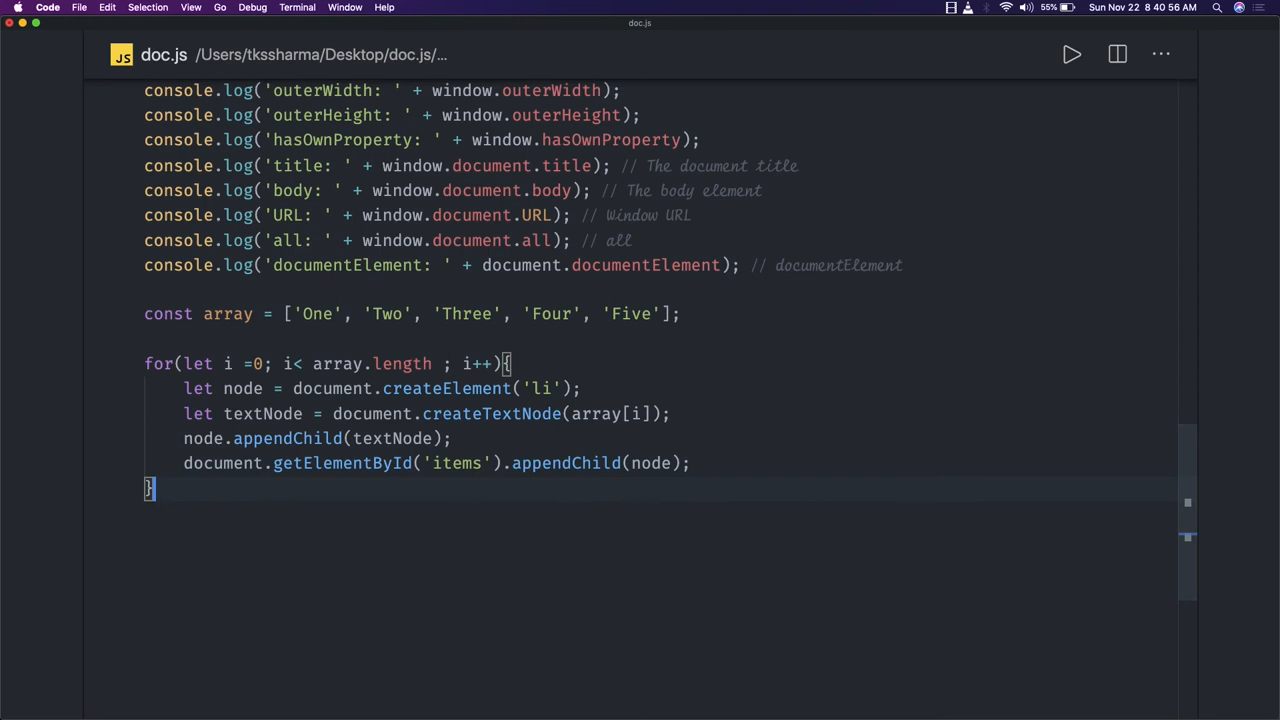 Code File Edit Selection View Go Debug Terminal Window Help 55% Sun Nov 22 8 40 56 AM
doc.js
JS doc.js /Users/tkssharma/Desktop/doc.js/...
console.log('outerWidth: ' + window.outerWidth);
console.log('outerHeight: ' + window.outerHeight);
console.log('hasOwnProperty: ' + window.hasOwnProperty);
console.log('title: ' + window.document.title); // The document title
console.log('body: ' + window.document.body); // The body element
console.log('URL: ' + window.document.URL); // Window URL
console.log('all: ' + window.document.all); // all
console.log('documentElement: ' + document.documentElement); // documentElement
const array = ['One', 'Two', 'Three', 'Four', 'Five'];
for(let i =0; i< array.length ; i++){
let node = document.createElement('li');
let textNode = document.createTextNode(array[i]);
node.appendChild(textNode);
document.getElementById('items').appendChild(node);
}